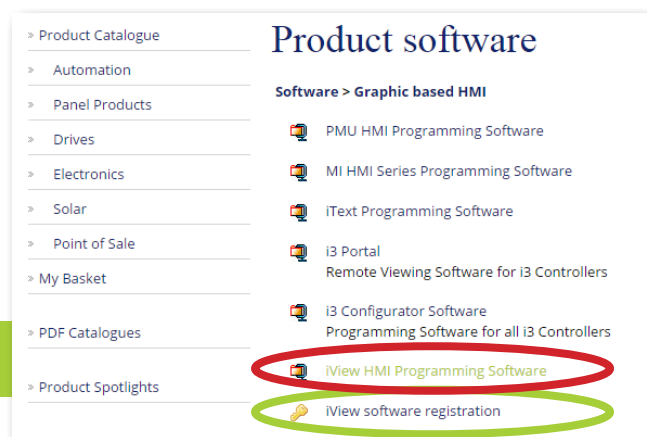 » Product Catalogue
» Automation
» Panel Products
» Drives
» Electronics
» Solar
» Point of Sale
» My Basket
» PDF Catalogues
» Product Spotlights
Product software
Software > Graphic based HMI
PMU HMI Programming Software
MI HMI Series Programming Software
iText Programming Software
i3 Portal
Remote Viewing Software for i3 Controllers
i3 Configurator Software
Programming Software for all i3 Controllers
iView HMI Programming Software
iView software registration